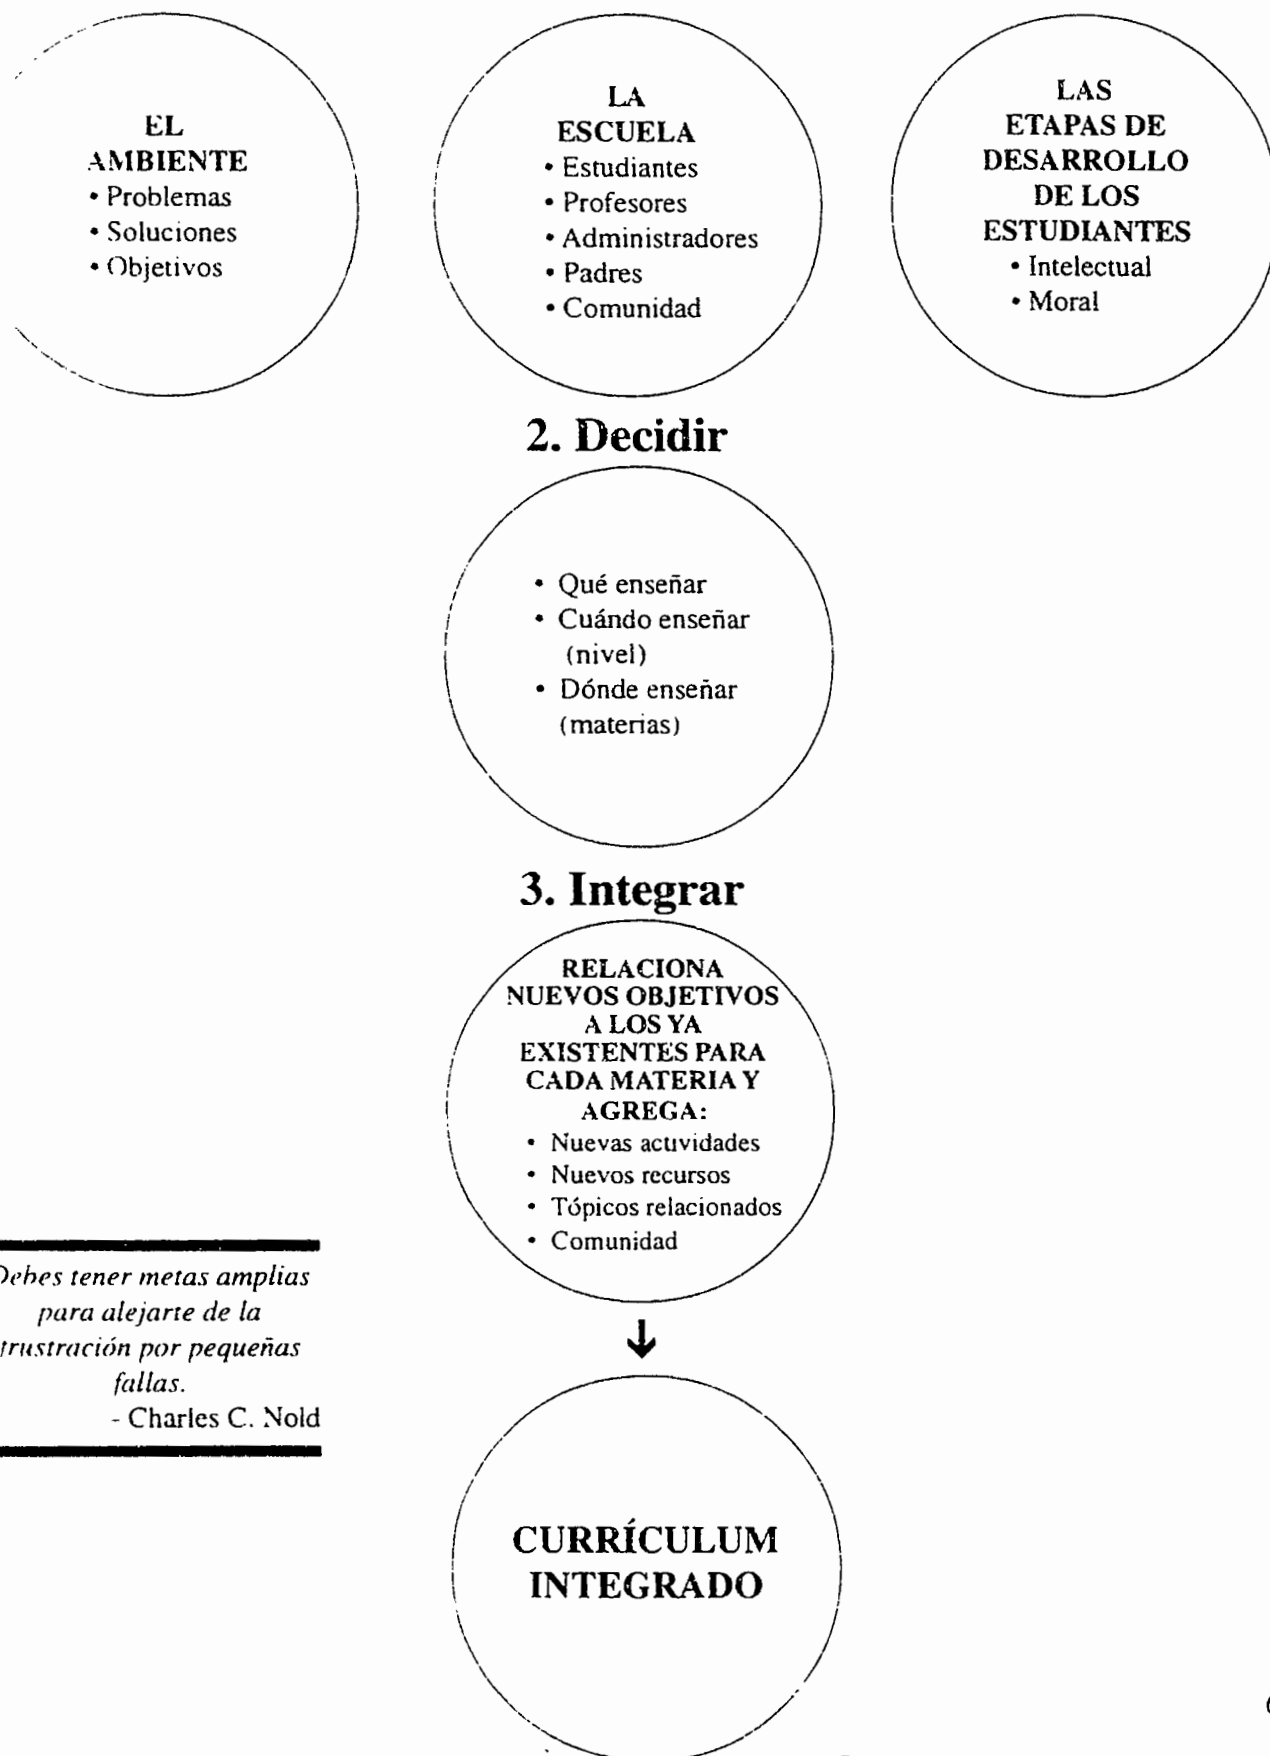 EL
AMBIENTE
• Problemas
• Soluciones
• Objetivos
LA
ESCUELA
• Estudiantes
• Profesores
• Administradores
• Padres
• Comunidad
LAS
ETAPAS DE
DESARROLLO
DE LOS
ESTUDIANTES
• Intelectual
• Moral
2. Decidir
• Qué enseñar
• Cuándo enseñar
(nivel)
• Dónde enseñar
(materias)
3. Integrar
RELACIONA
NUEVOS OBJETIVOS
A LOS YA
EXISTENTES PARA
CADA MATERIA Y
AGREGA:
• Nuevas actividades
• Nuevos recursos
• Tópicos relacionados
• Comunidad
Debes tener metas amplias
para alejarte de la
frustración por pequeñas
fallas.
- Charles C. Nold
CURRÍCULUM
INTEGRADO